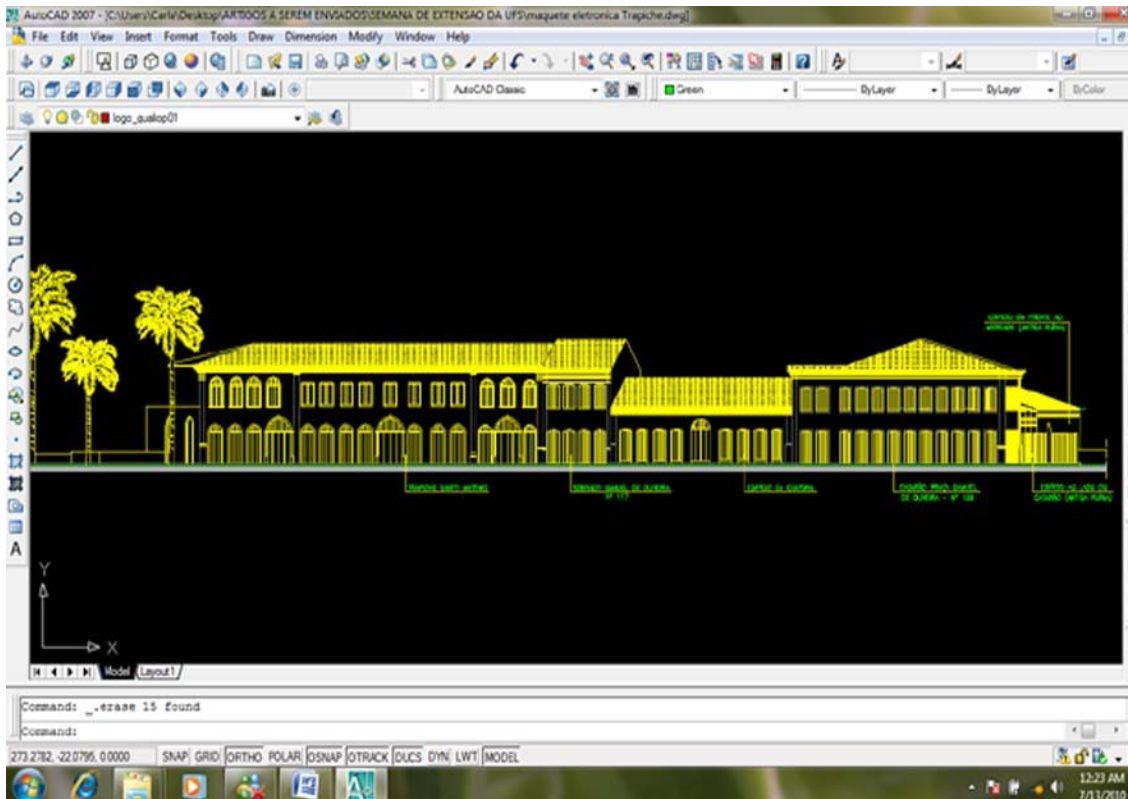 AutoCAD 2007 - [C:\Users\Carla\Desktop\ARTIGOS A SEREM ENVIADOS\SEMANA DE EXTENSAO DA UFS\maquete eletronica Trapiche.dwg]
File Edit View Insert Format Tools Draw Dimension Modify Window Help
AutoCAD Classic Green ByLayer ByLayer ByColor
logo_qualiop01
A
Y
X
Model Layout1
Command: _.erase 15 found
Command:
273.2782, -22.0795, 0.0000 SNAP GRID ORTHO POLAR OSNAP OTRACK DUCS DYN LWT MODEL
12:23 AM
7/13/2010